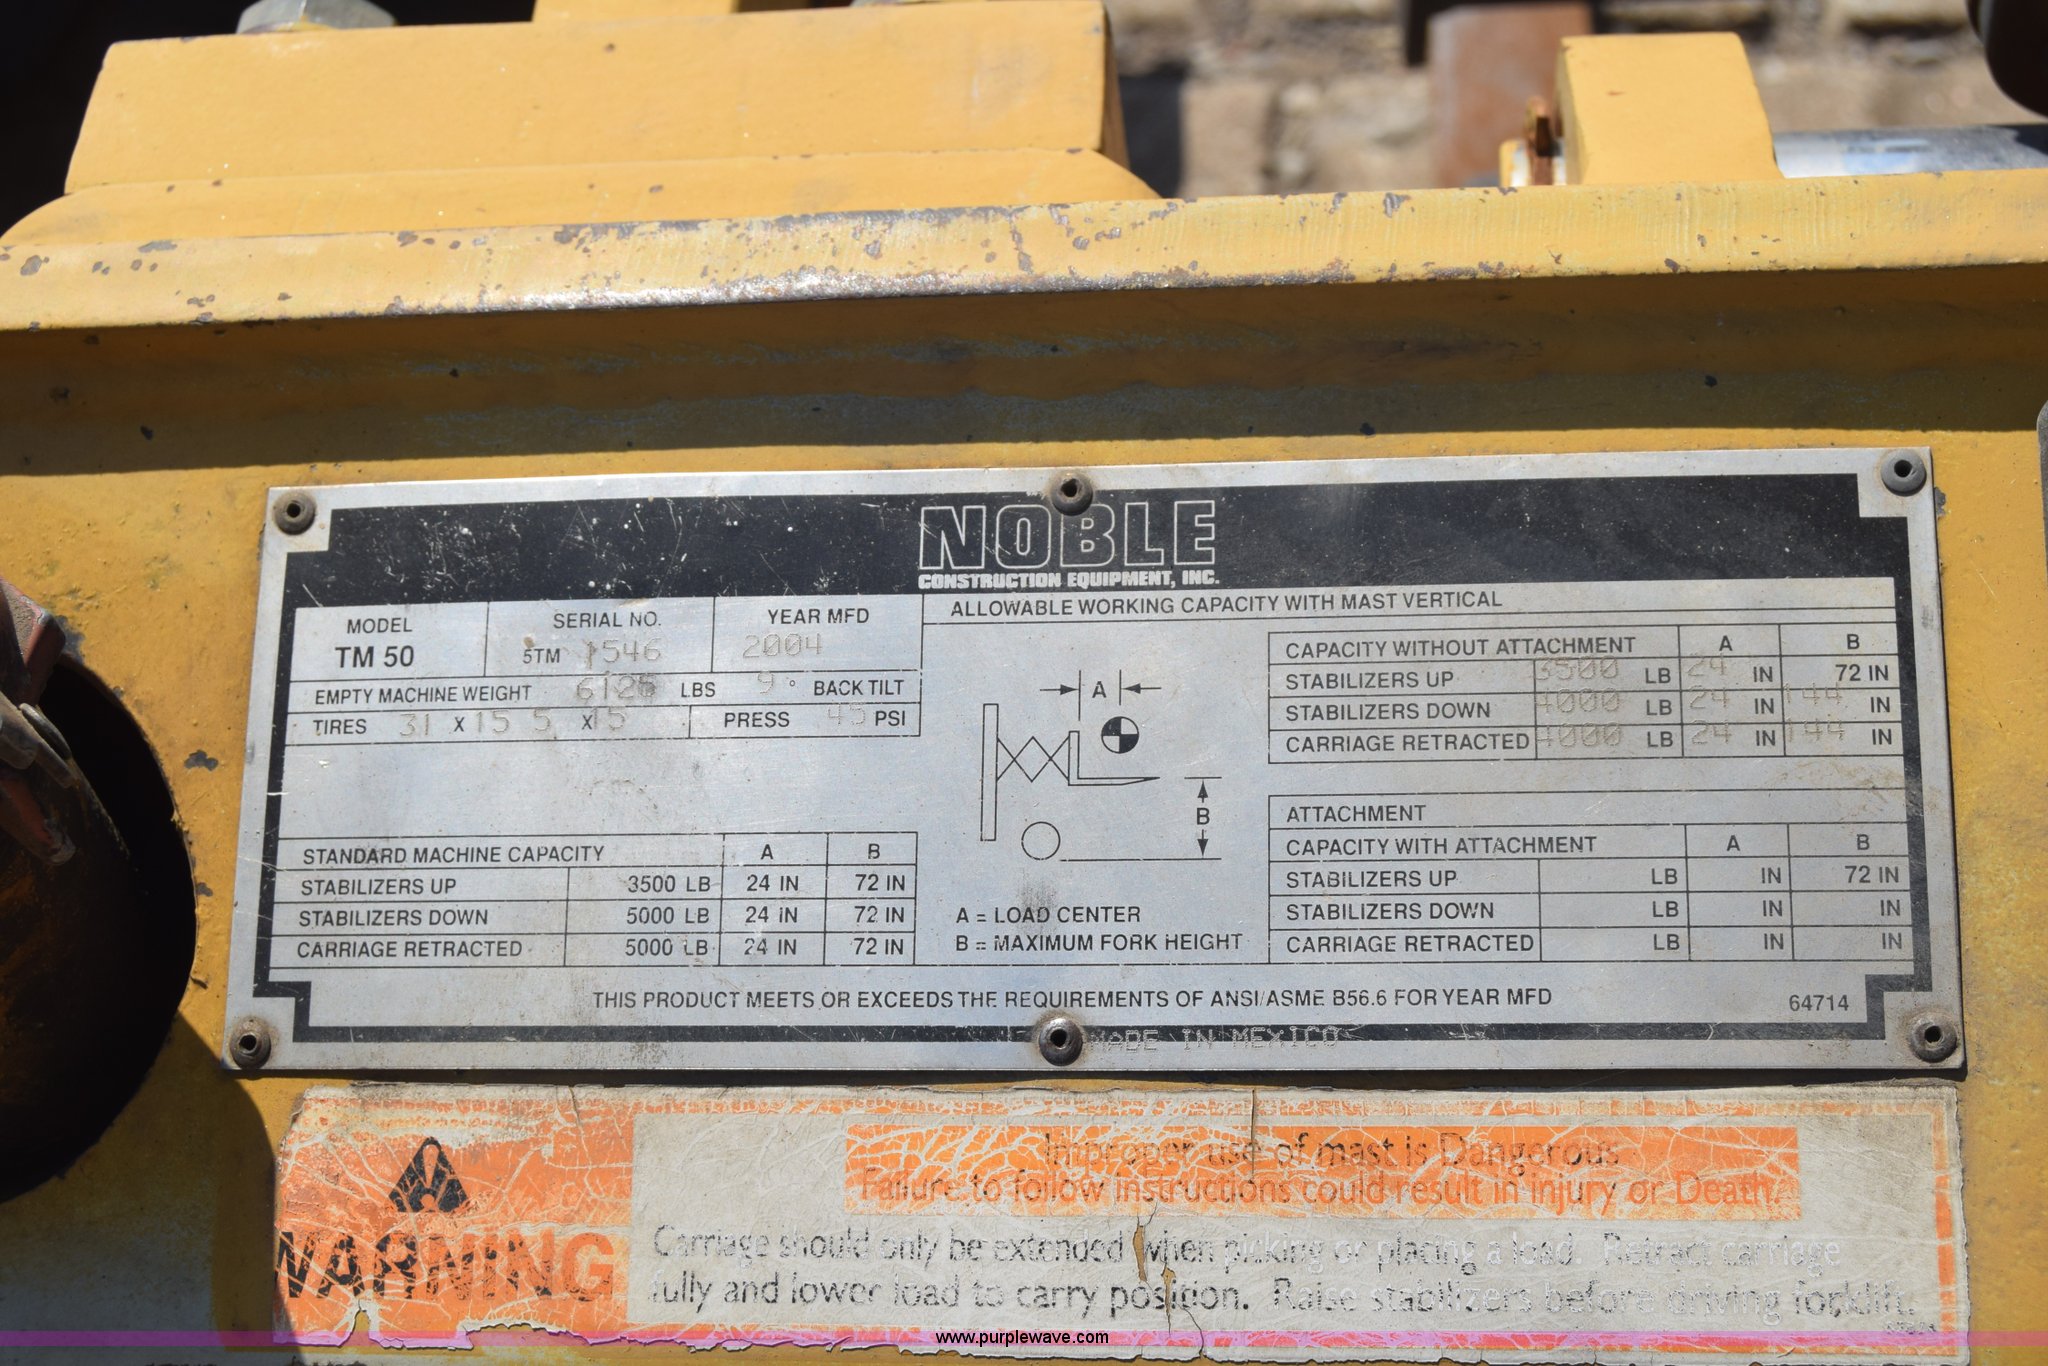 NOBLE
CONSTRUCTION EQUIPMENT, INC.
MODEL
TM 50
SERIAL NO.
5TM 1546
YEAR MFD
2004
EMPTY MACHINE WEIGHT 6125 LBS 9 ° BACK TILT
TIRES 31 X 15 5 X 15 PRESS 45 PSI
STANDARD MACHINE CAPACITY A B
STABILIZERS UP 3500 LB 24 IN 72 IN
STABILIZERS DOWN 5000 LB 24 IN 72 IN
CARRIAGE RETRACTED 5000 LB 24 IN 72 IN
ALLOWABLE WORKING CAPACITY WITH MAST VERTICAL
A
B
A = LOAD CENTER
B = MAXIMUM FORK HEIGHT
CAPACITY WITHOUT ATTACHMENT A B
STABILIZERS UP 3500 LB 24 IN 72 IN
STABILIZERS DOWN 4000 LB 24 IN 144 IN
CARRIAGE RETRACTED 4000 LB 24 IN 144 IN
ATTACHMENT
CAPACITY WITH ATTACHMENT A B
STABILIZERS UP LB IN 72 IN
STABILIZERS DOWN LB IN IN
CARRIAGE RETRACTED LB IN IN
THIS PRODUCT MEETS OR EXCEEDS THE REQUIREMENTS OF ANSI/ASME B56.6 FOR YEAR MFD
64714
MADE IN MEXICO
WARNING
Improper use of mast is Dangerous
Failure to follow instructions could result in injury or Death.
Carriage should only be extended when picking or placing a load. Retract carriage
fully and lower load to carry position. Raise stabilizers before driving forklift.
www.purplewave.com